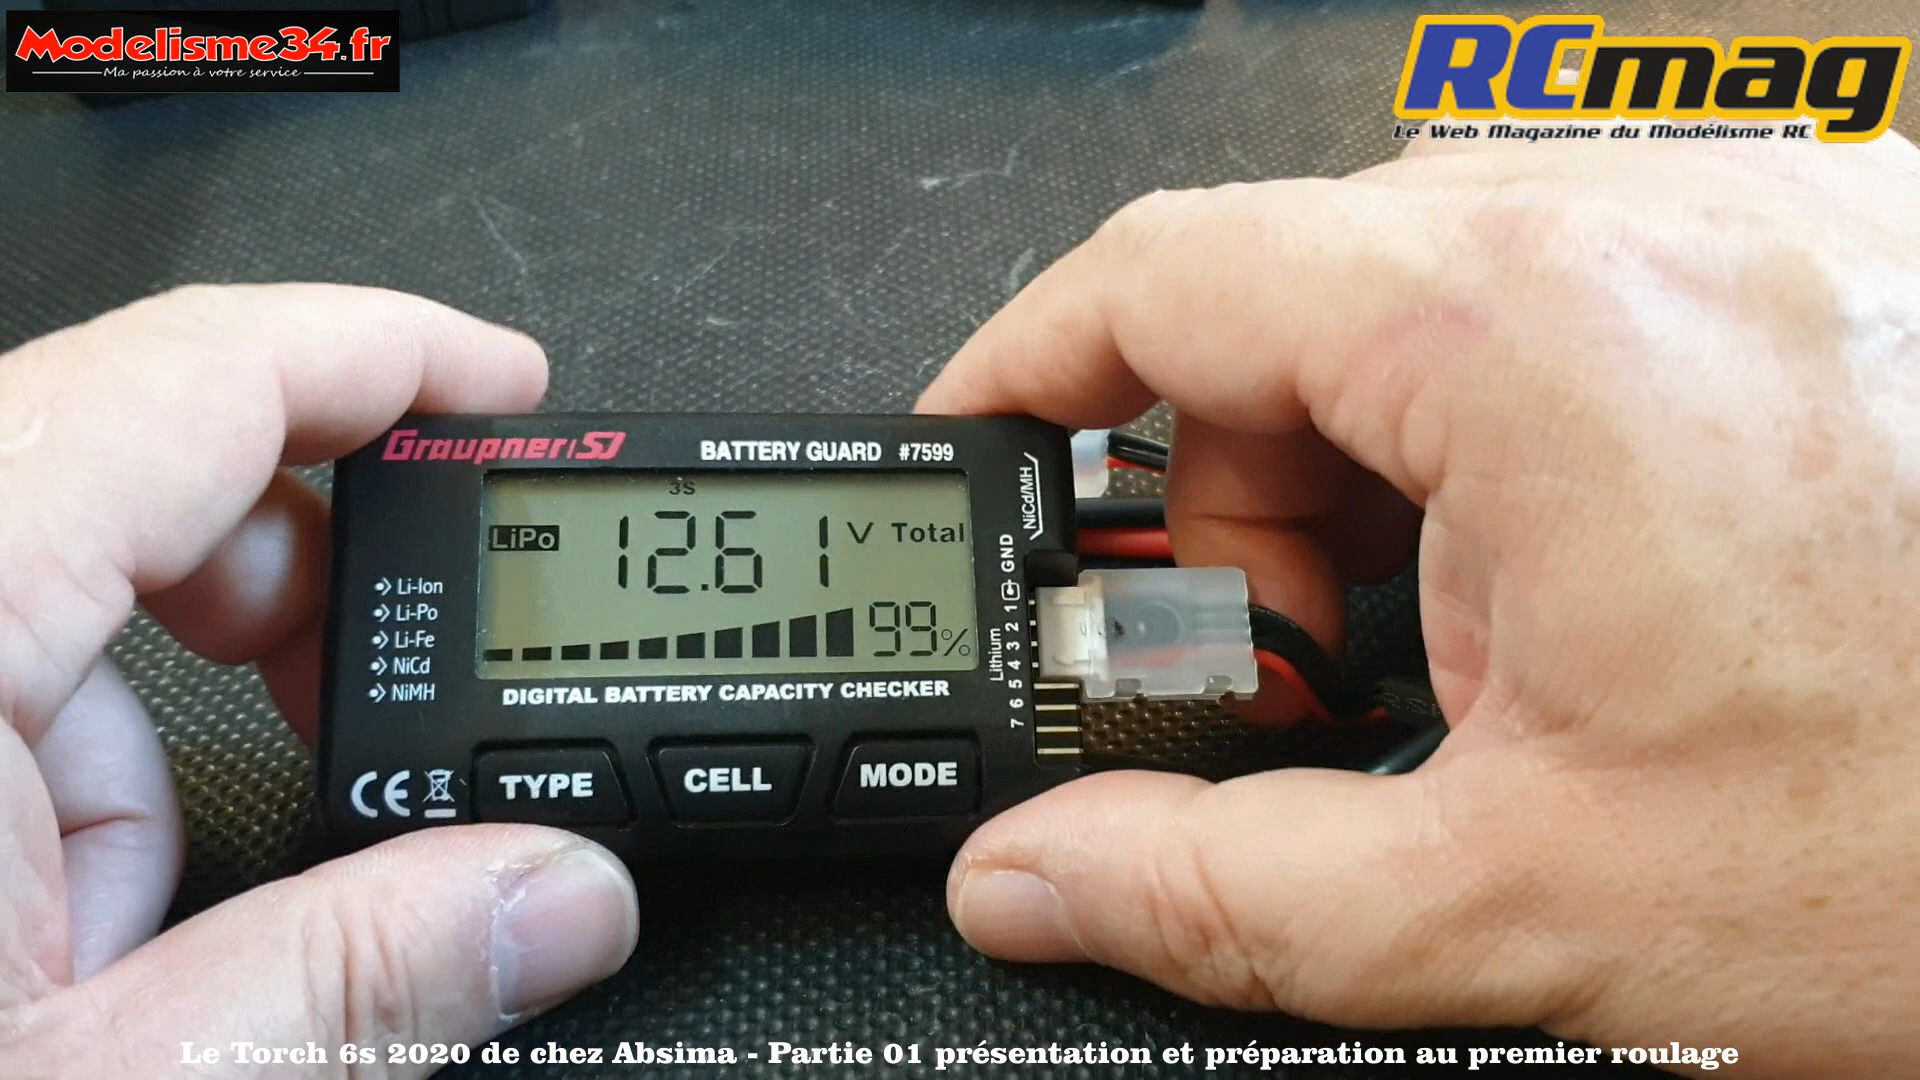 Modelisme34.fr
Ma passion à votre service
RCmag
Le Web Magazine du Modélisme RC
Graupner/SJ
BATTERY GUARD #7599
3S
LiPo
12.61 V Total
99%
Li-Ion
Li-Po
Li-Fe
NiCd
NiMH
DIGITAL BATTERY CAPACITY CHECKER
NiCd/MH
GND
Lithium
7 6 5 4 3 2 1
CE
TYPE
CELL
MODE
Le Torch 6s 2020 de chez Absima - Partie 01 présentation et préparation au premier roulage